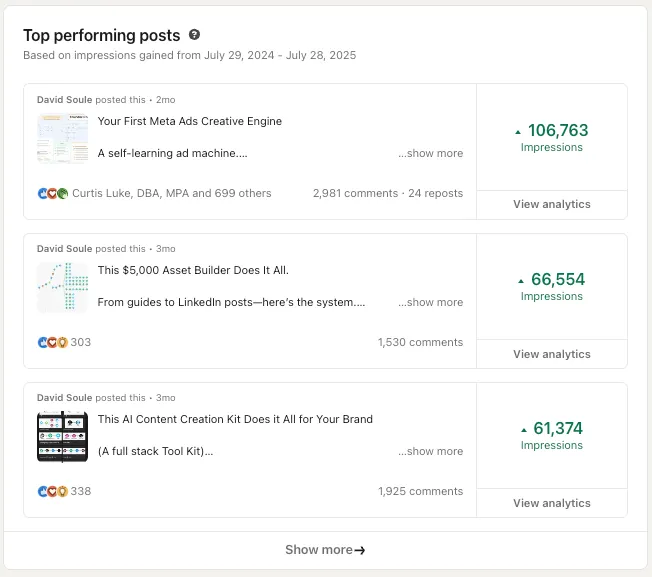 Top performing posts ?
Based on impressions gained from July 29, 2024 - July 28, 2025
David Soule posted this • 2mo
Your First Meta Ads Creative Engine
A self-learning ad machine.... ...show more
Curtis Luke, DBA, MPA and 699 others 2,981 comments · 24 reposts
106,763
Impressions
View analytics
David Soule posted this • 3mo
This $5,000 Asset Builder Does It All.
From guides to LinkedIn posts—here's the system.... ...show more
303 1,530 comments
66,554
Impressions
View analytics
David Soule posted this • 3mo
This AI Content Creation Kit Does it All for Your Brand
(A full stack Tool Kit)... ...show more
338 1,925 comments
61,374
Impressions
View analytics
Show more→